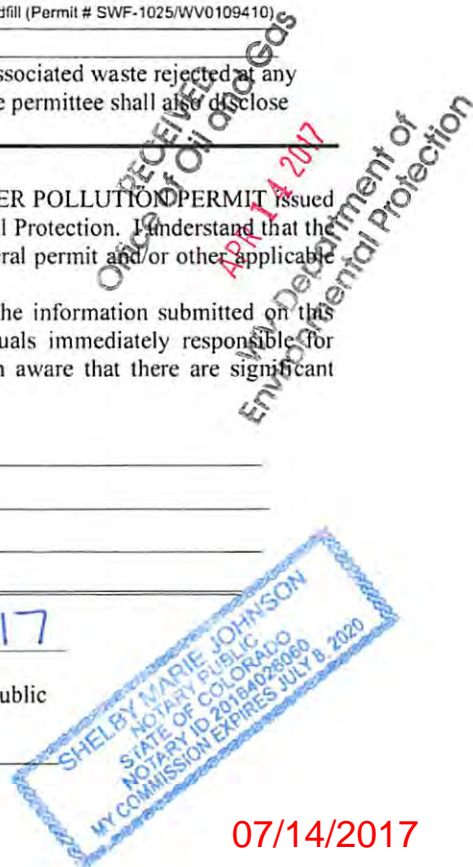 dfill (Permit # SWF-1025/WV0109410)
ssociated waste rejected at any
e permittee shall also disclose
ER POLLUTION PERMIT issued
l Protection. I understand that the
eral permit and/or other applicable
he information submitted on this
uals immediately responsible for
n aware that there are significant
RECEIVED
Office of Oil and Gas
APR 14 2017
WV Department of
Environmental Protection
17
ublic
SHELBY MARIE JOHNSON
NOTARY PUBLIC
STATE OF COLORADO
NOTARY ID 20164026060
MY COMMISSION EXPIRES JULY 8, 2020
07/14/2017